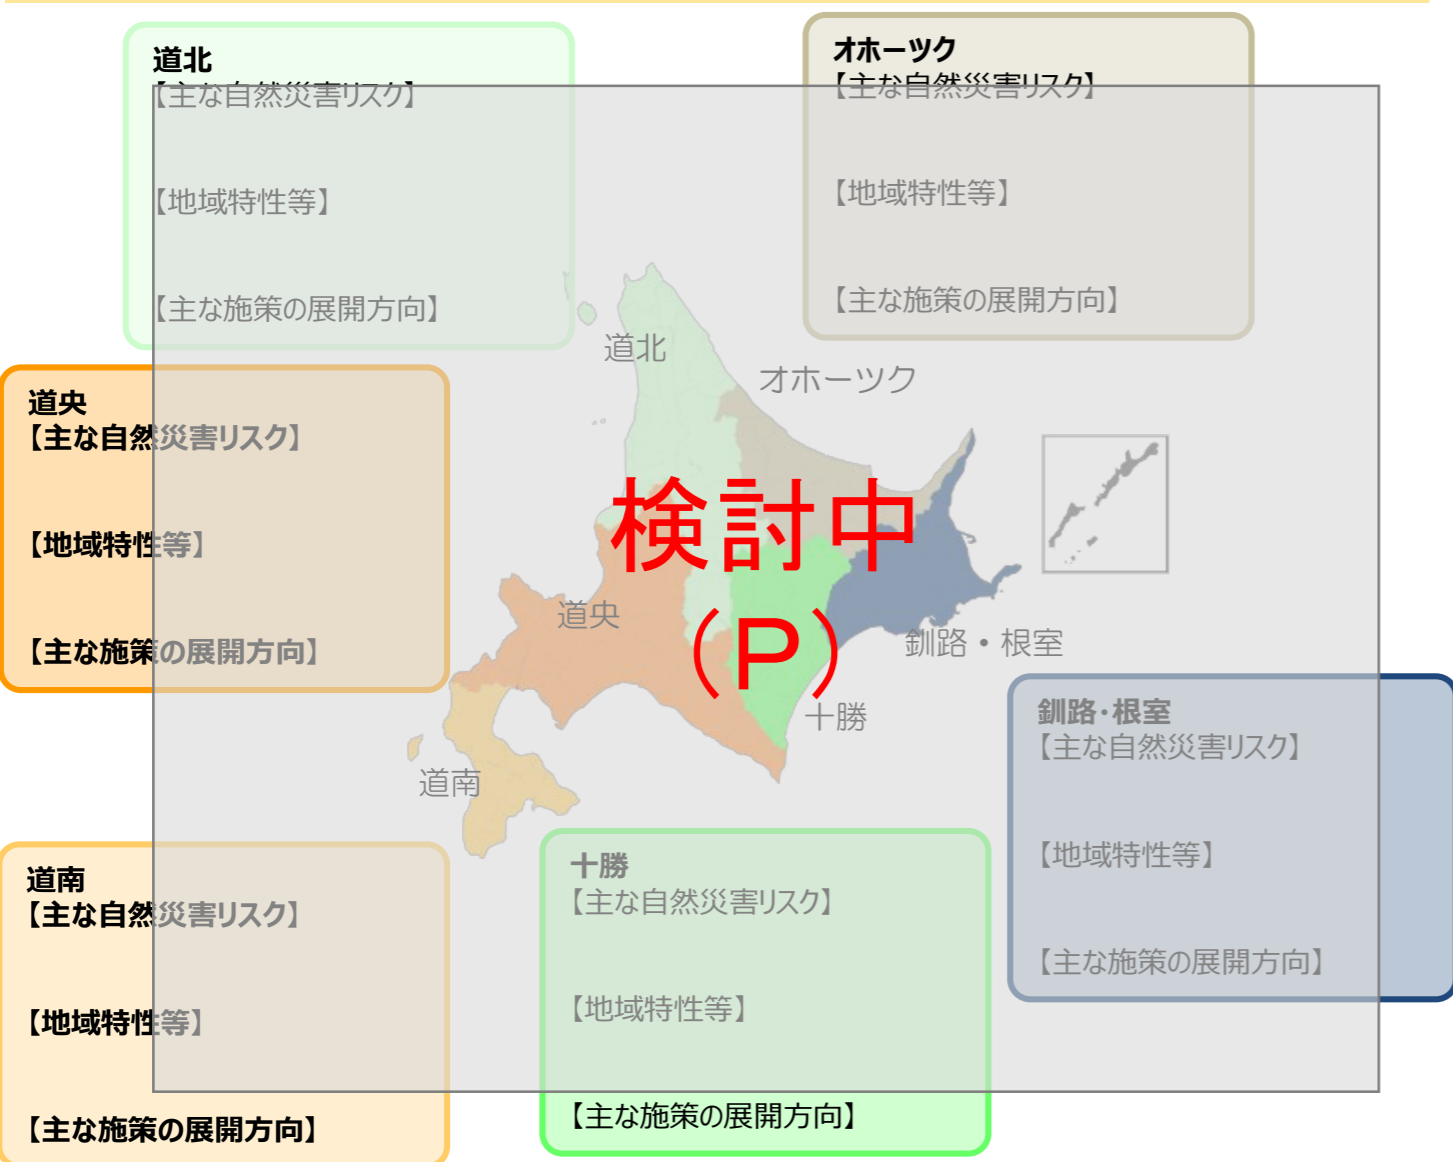 道北
【主な自然災害リスク】
【地域特性等】
【主な施策の展開方向】
オホーツク
【主な自然災害リスク】
【地域特性等】
【主な施策の展開方向】
道央
【主な自然災害リスク】
【地域特性等】
【主な施策の展開方向】
道北
オホーツク
検討中
（P）
道央
釧路・根室
十勝
道南
釧路・根室
【主な自然災害リスク】
【地域特性等】
【主な施策の展開方向】
道南
【主な自然災害リスク】
【地域特性等】
【主な施策の展開方向】
十勝
【主な自然災害リスク】
【地域特性等】
【主な施策の展開方向】